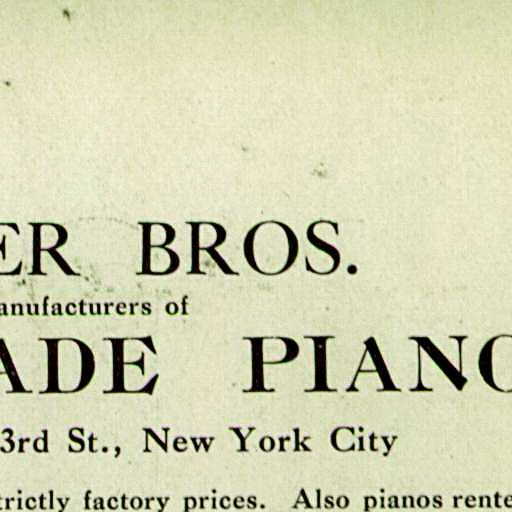 ER BROS.
anufacturers of
ADE PIANO
3rd St., New York City
trictly factory prices. Also pianos rente